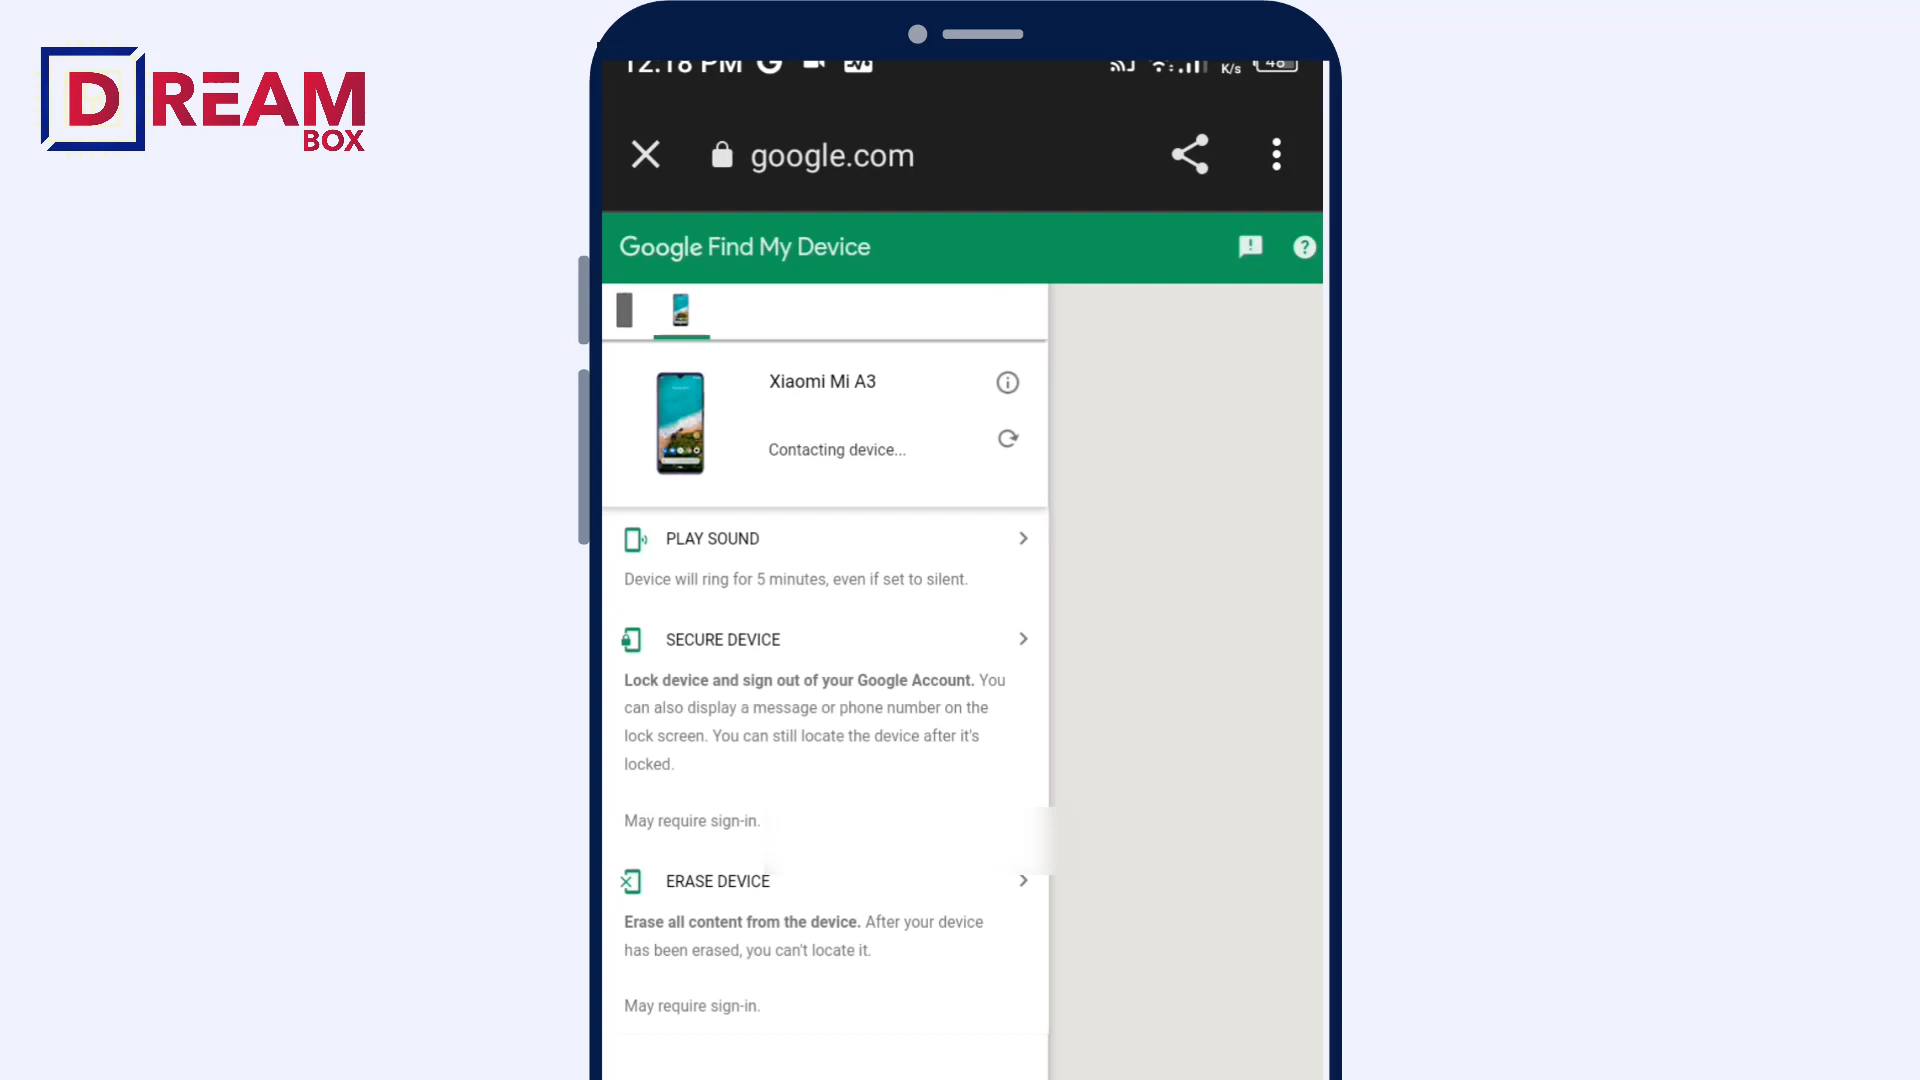 DREAM
BOX
12:18 PM
K/s
48
google.com
Google Find My Device
Xiaomi Mi A3
Contacting device...
PLAY SOUND
Device will ring for 5 minutes, even if set to silent.
SECURE DEVICE
Lock device and sign out of your Google Account. You
can also display a message or phone number on the
lock screen. You can still locate the device after it's
locked.
May require sign-in.
ERASE DEVICE
Erase all content from the device. After your device
has been erased, you can't locate it.
May require sign-in.